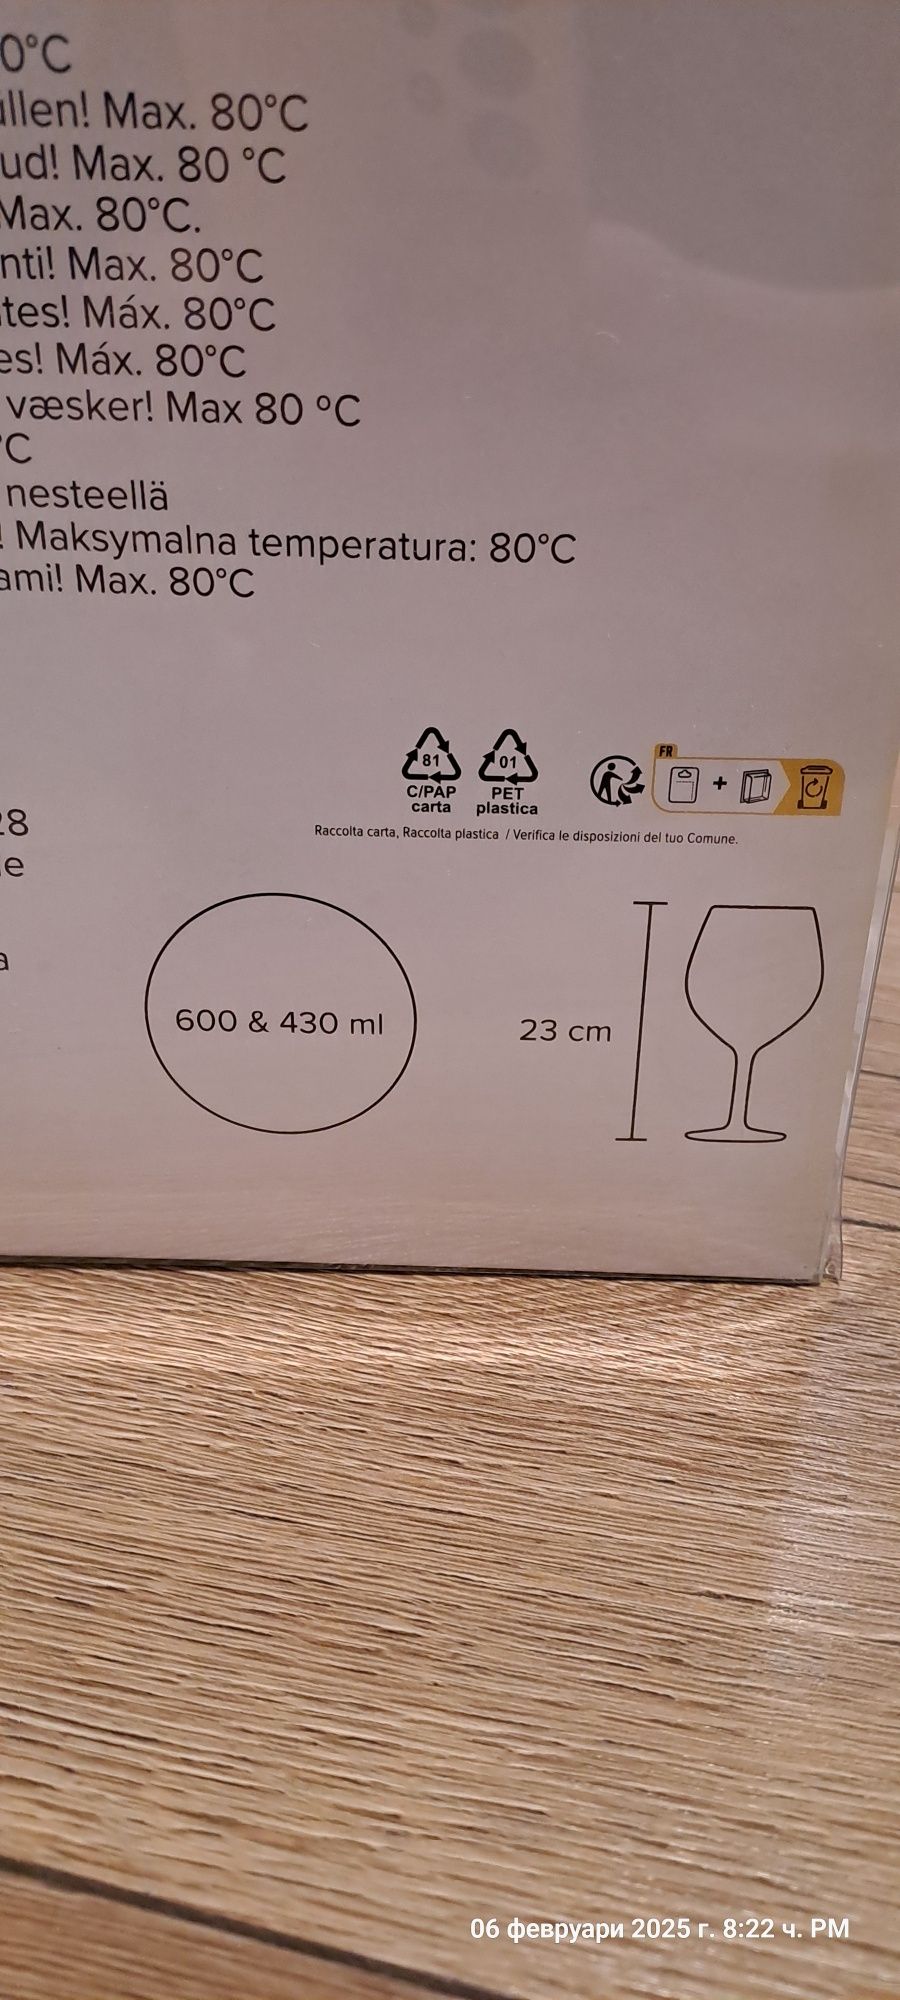 0°C
üllen! Max. 80°C
ud! Max. 80 °C
Max. 80°C.
nti! Max. 80°C
tes! Máx. 80°C
es! Máx. 80°C
væsker! Max 80 °C
°C
nesteellä
! Maksymalna temperatura: 80°C
ami! Max. 80°C
81
C/PAP
carta
01
PET
plastica
FR
+
Raccolta carta, Raccolta plastica / Verifica le disposizioni del tuo Comune.
28
e
a
600 & 430 ml
23 cm
06 февруари 2025 г. 8:22 ч. PM